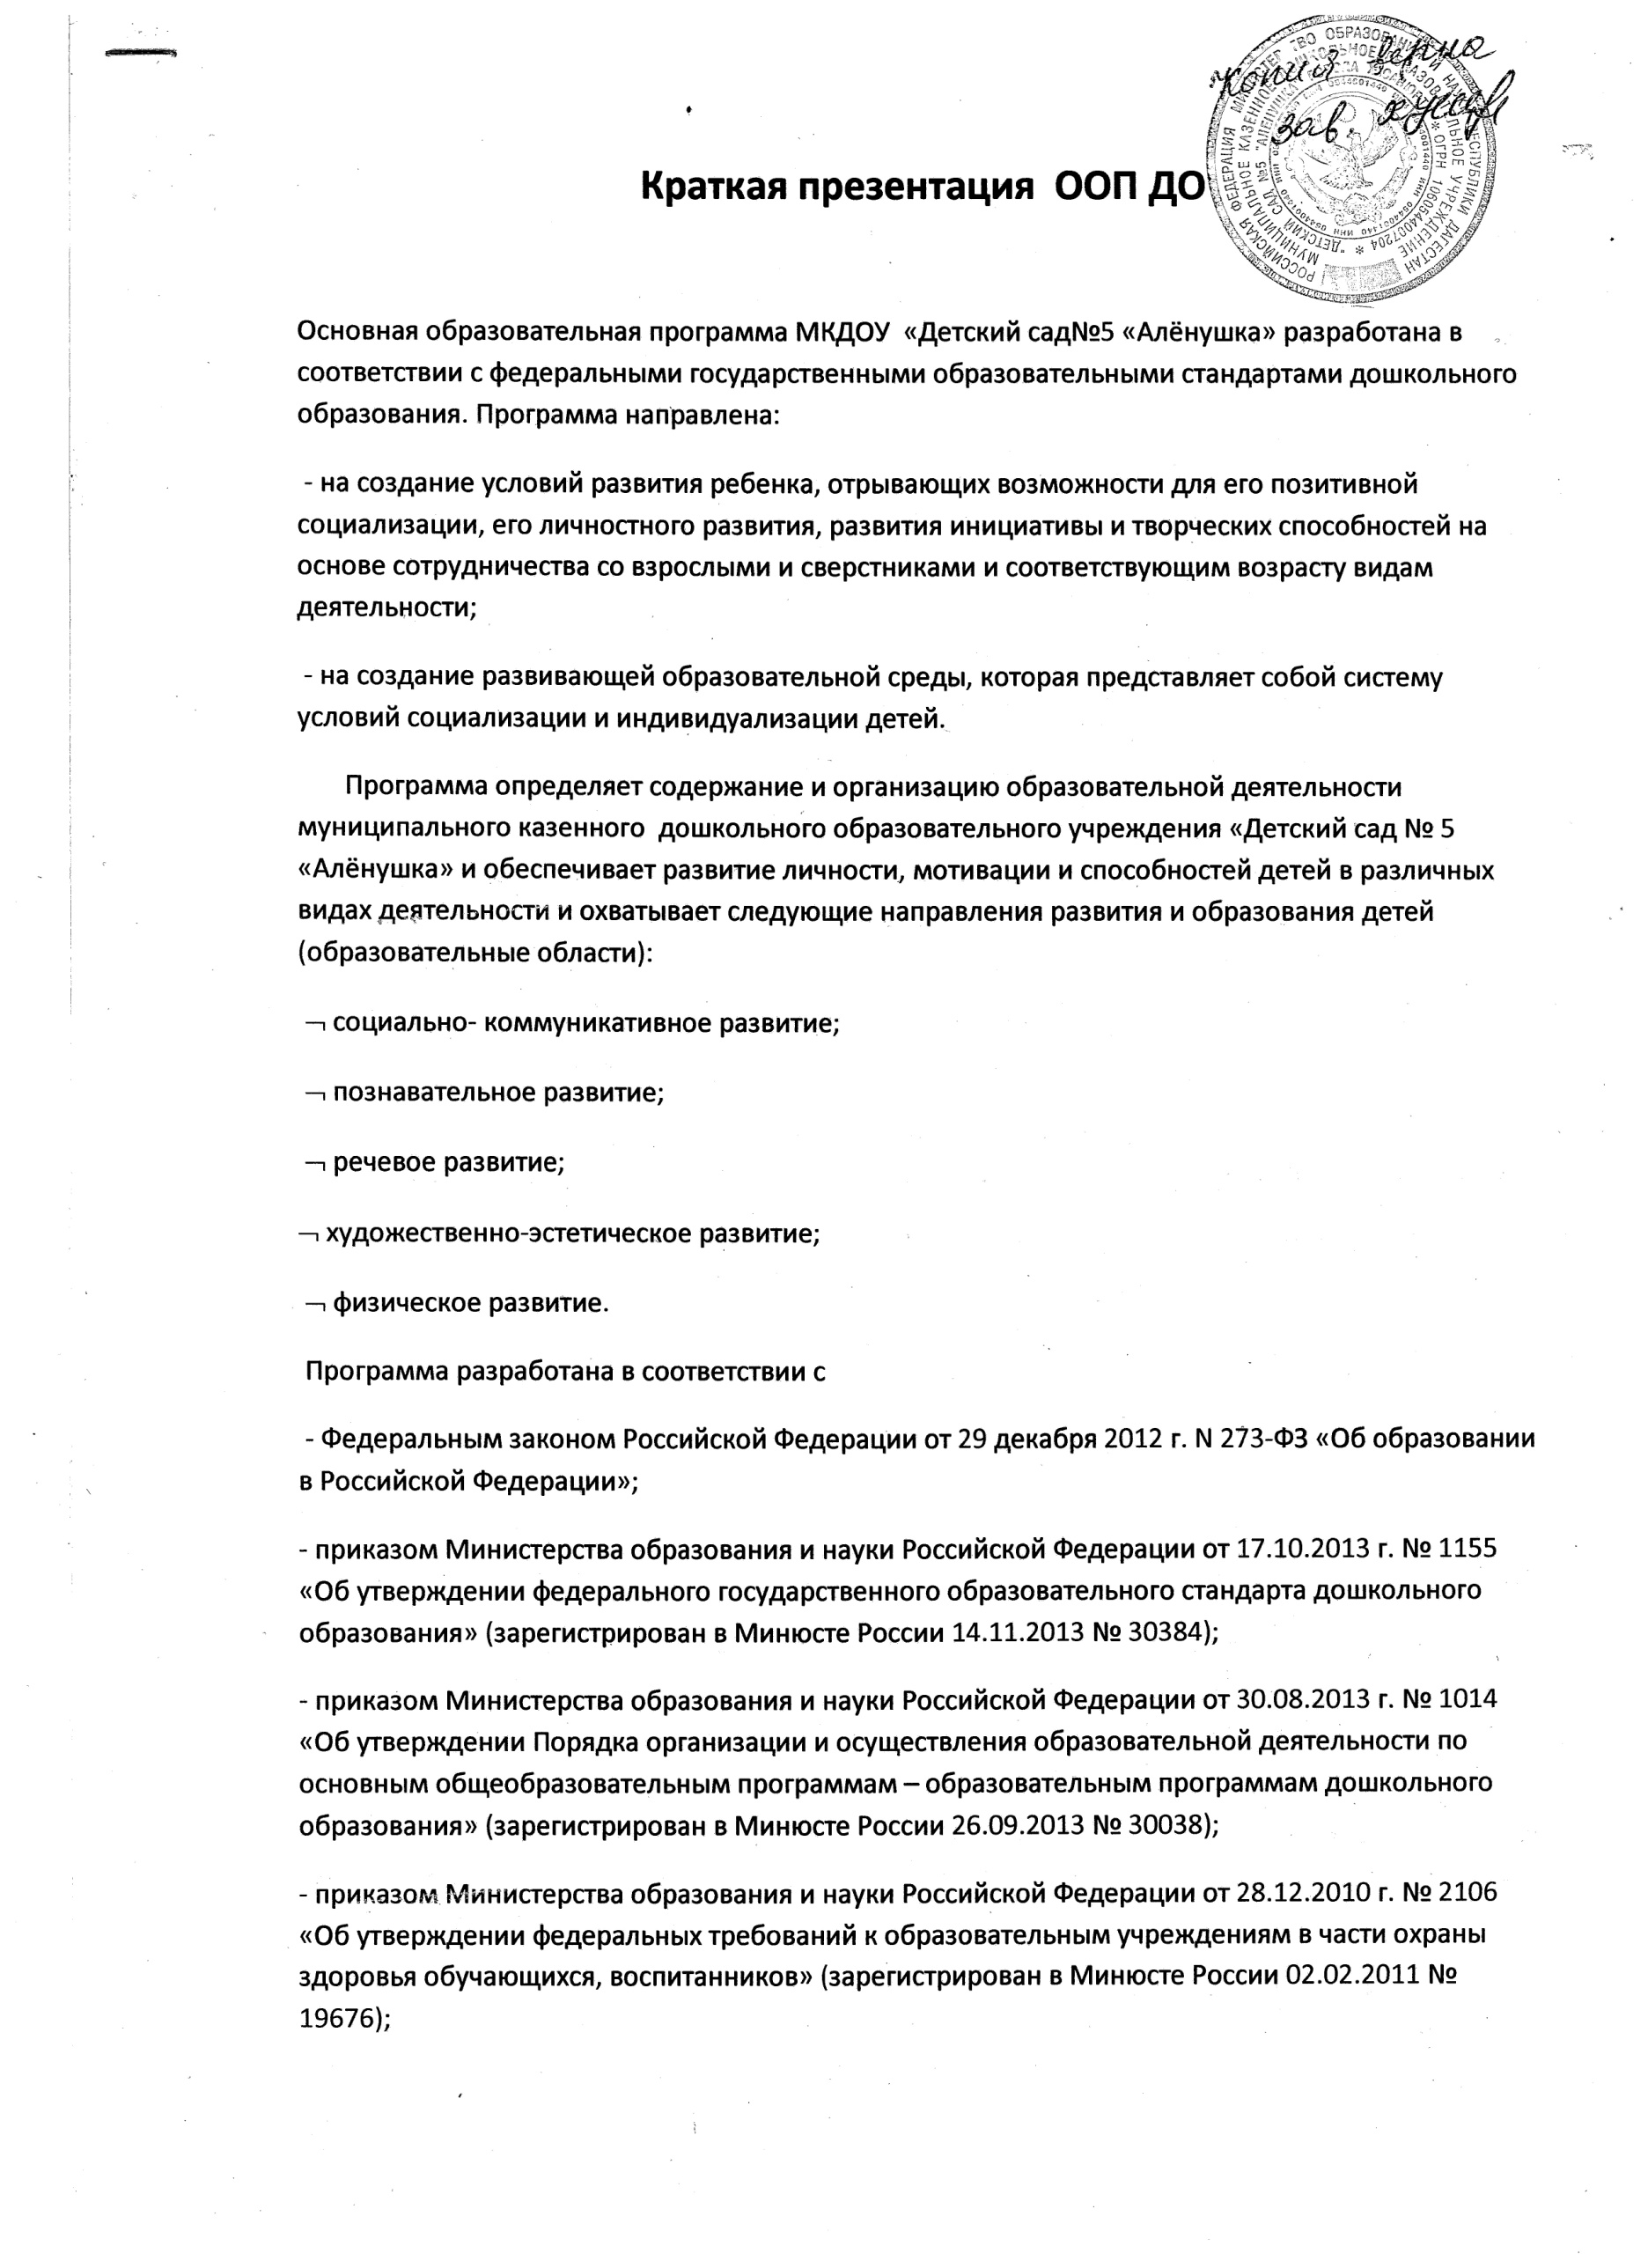 Копия верна
зав.
Краткая презентация ООП ДО
Основная образовательная программа МКДОУ «Детский сад№5 «Алёнушка» разработана в
соответствии с федеральными государственными образовательными стандартами дошкольного
образования. Программа направлена:
- на создание условий развития ребенка, отрывающих возможности для его позитивной
социализации, его личностного развития, развития инициативы и творческих способностей на
основе сотрудничества со взрослыми и сверстниками и соответствующим возрасту видам
деятельности;
- на создание развивающей образовательной среды, которая представляет собой систему
условий социализации и индивидуализации детей.
Программа определяет содержание и организацию образовательной деятельности
муниципального казенного дошкольного образовательного учреждения «Детский сад № 5
«Алёнушка» и обеспечивает развитие личности, мотивации и способностей детей в различных
видах деятельности и охватывает следующие направления развития и образования детей
(образовательные области):
¬ социально- коммуникативное развитие;
¬ познавательное развитие;
¬ речевое развитие;
¬ художественно-эстетическое развитие;
¬ физическое развитие.
Программа разработана в соответствии с
- Федеральным законом Российской Федерации от 29 декабря 2012 г. N 273-ФЗ «Об образовании
в Российской Федерации»;
- приказом Министерства образования и науки Российской Федерации от 17.10.2013 г. № 1155
«Об утверждении федерального государственного образовательного стандарта дошкольного
образования» (зарегистрирован в Минюсте России 14.11.2013 № 30384);
- приказом Министерства образования и науки Российской Федерации от 30.08.2013 г. № 1014
«Об утверждении Порядка организации и осуществления образовательной деятельности по
основным общеобразовательным программам – образовательным программам дошкольного
образования» (зарегистрирован в Минюсте России 26.09.2013 № 30038);
- приказом Министерства образования и науки Российской Федерации от 28.12.2010 г. № 2106
«Об утверждении федеральных требований к образовательным учреждениям в части охраны
здоровья обучающихся, воспитанников» (зарегистрирован в Минюсте России 02.02.2011 №
19676);